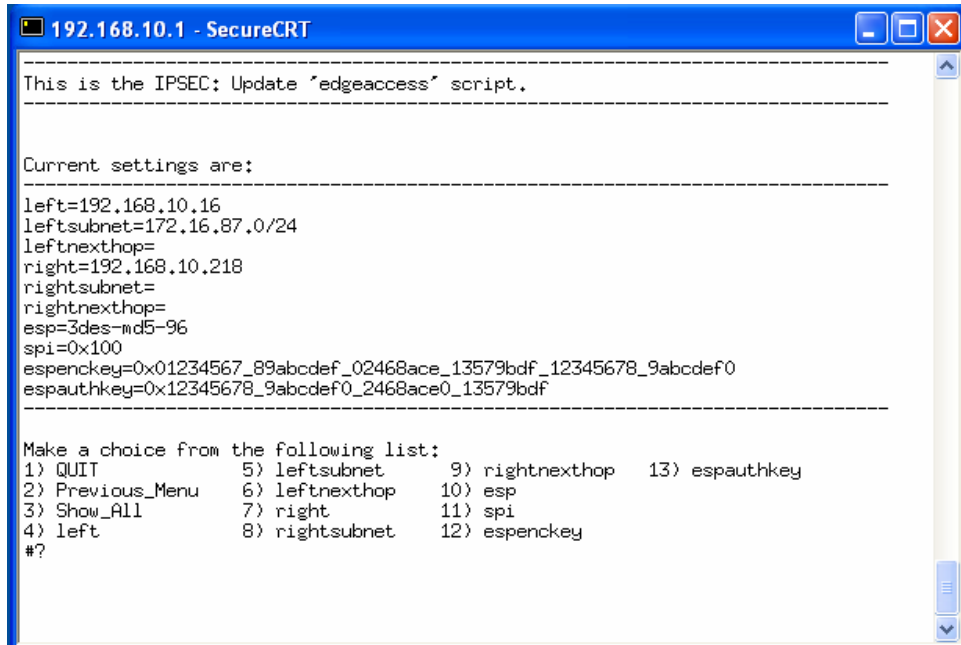 192.168.10.1 - SecureCRT
--------------------------------------------------------------------------------
This is the IPSEC: Update ´edgeaccess´ script.
--------------------------------------------------------------------------------
Current settings are:
--------------------------------------------------------------------------------
left=192.168.10.16
leftsubnet=172.16.87.0/24
leftnexthop=
right=192.168.10.218
rightsubnet=
rightnexthop=
esp=3des-md5-96
spi=0x100
espenckey=0x01234567_89abcdef_02468ace_13579bdf_12345678_9abcdef0
espauthkey=0x12345678_9abcdef0_2468ace0_13579bdf
--------------------------------------------------------------------------------
Make a choice from the following list:
1) QUIT 5) leftsubnet 9) rightnexthop 13) espauthkey
2) Previous_Menu 6) leftnexthop 10) esp
3) Show_All 7) right 11) spi
4) left 8) rightsubnet 12) espenckey
#?